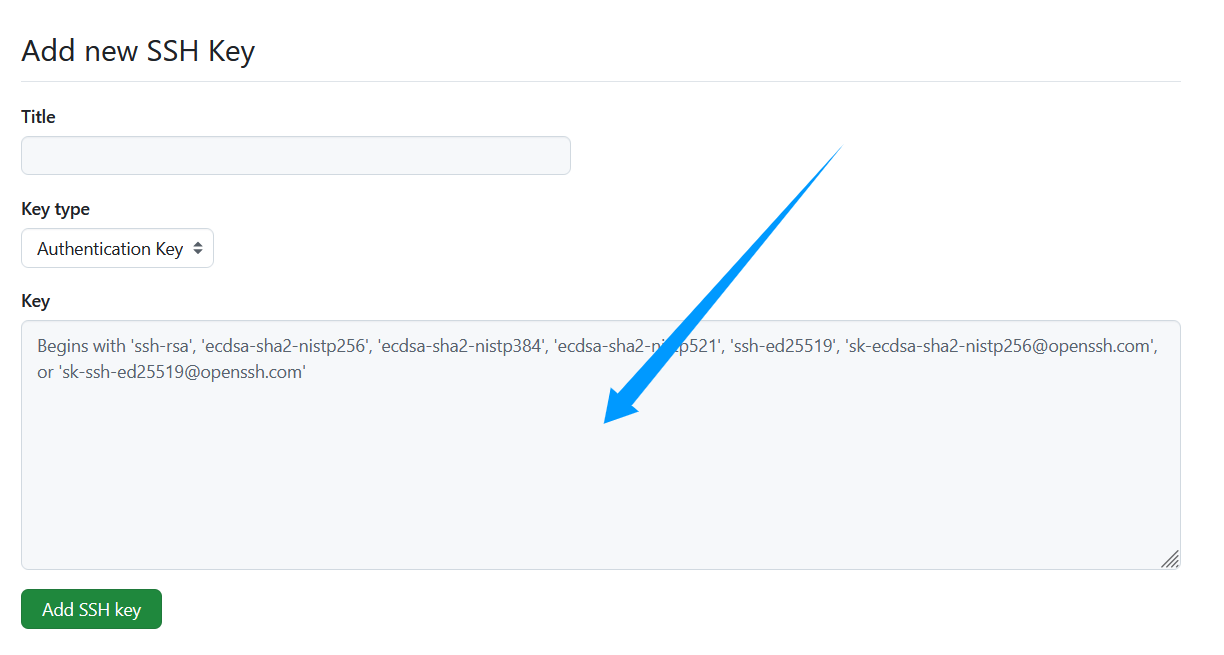 Add new SSH Key
Title
Key type
Authentication Key
Key
Begins with 'ssh-rsa', 'ecdsa-sha2-nistp256', 'ecdsa-sha2-nistp384', 'ecdsa-sha2-nistp521', 'ssh-ed25519', 'sk-ecdsa-sha2-nistp256@openssh.com',
or 'sk-ssh-ed25519@openssh.com'
Add SSH key